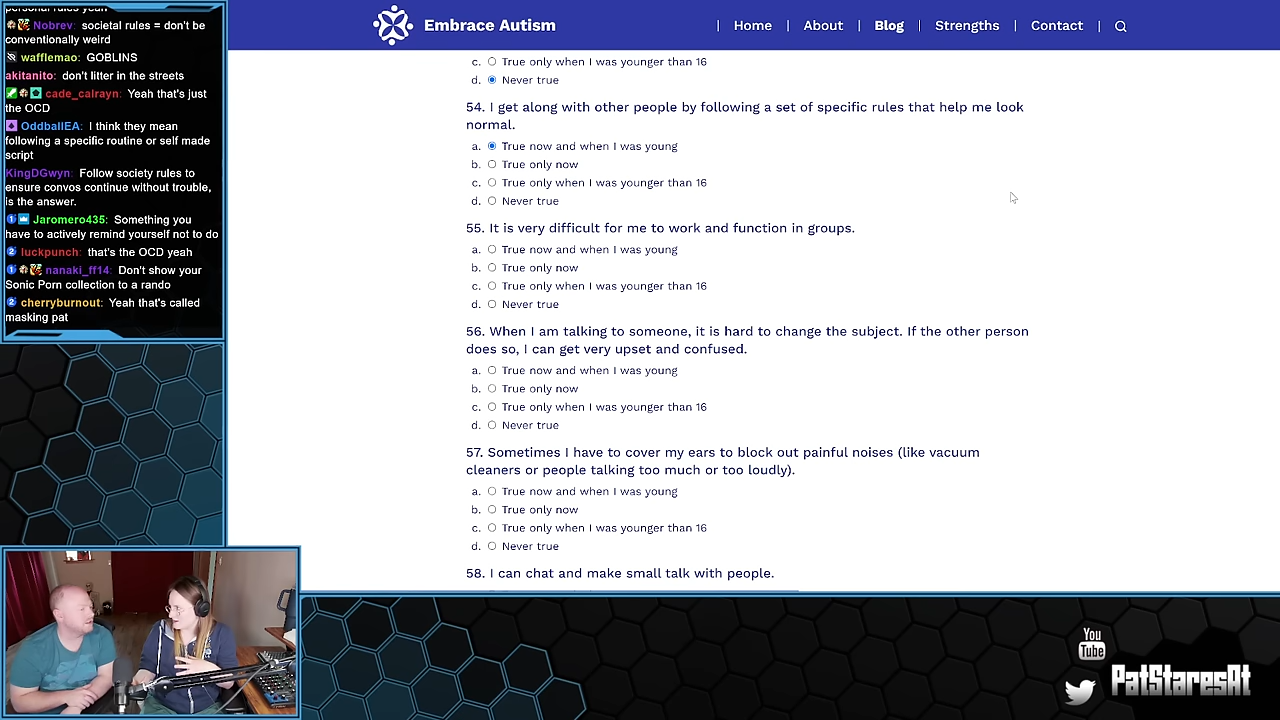 personal rules yeah
Nobrev: societal rules = don't be
conventionally weird
wafflemao: GOBLINS
akitanito: don't litter in the streets
cade_cairayn: Yeah that's just
the OCD
OddballEA: I think they mean
following a specific routine or self made
script
KingDGwyn: Follow society rules to
ensure convos continue without trouble,
is the answer.
Jaromero435: Something you
have to actively remind yourself not to do
luckpunch: that's the OCD yeah
nanaki_ff14: Don't show your
Sonic Porn collection to a rando
cherryburnout: Yeah that's called
masking pat
Embrace Autism
Home
About
Blog
Strengths
Contact
c. True only when I was younger than 16
d. Never true
54. I get along with other people by following a set of specific rules that help me look
normal.
a. True now and when I was young
b. True only now
c. True only when I was younger than 16
d. Never true
55. It is very difficult for me to work and function in groups.
a. True now and when I was young
b. True only now
c. True only when I was younger than 16
d. Never true
56. When I am talking to someone, it is hard to change the subject. If the other person
does so, I can get very upset and confused.
a. True now and when I was young
b. True only now
c. True only when I was younger than 16
d. Never true
57. Sometimes I have to cover my ears to block out painful noises (like vacuum
cleaners or people talking too much or too loudly).
a. True now and when I was young
b. True only now
c. True only when I was younger than 16
d. Never true
58. I can chat and make small talk with people.
You
Tube
PatStaresAt